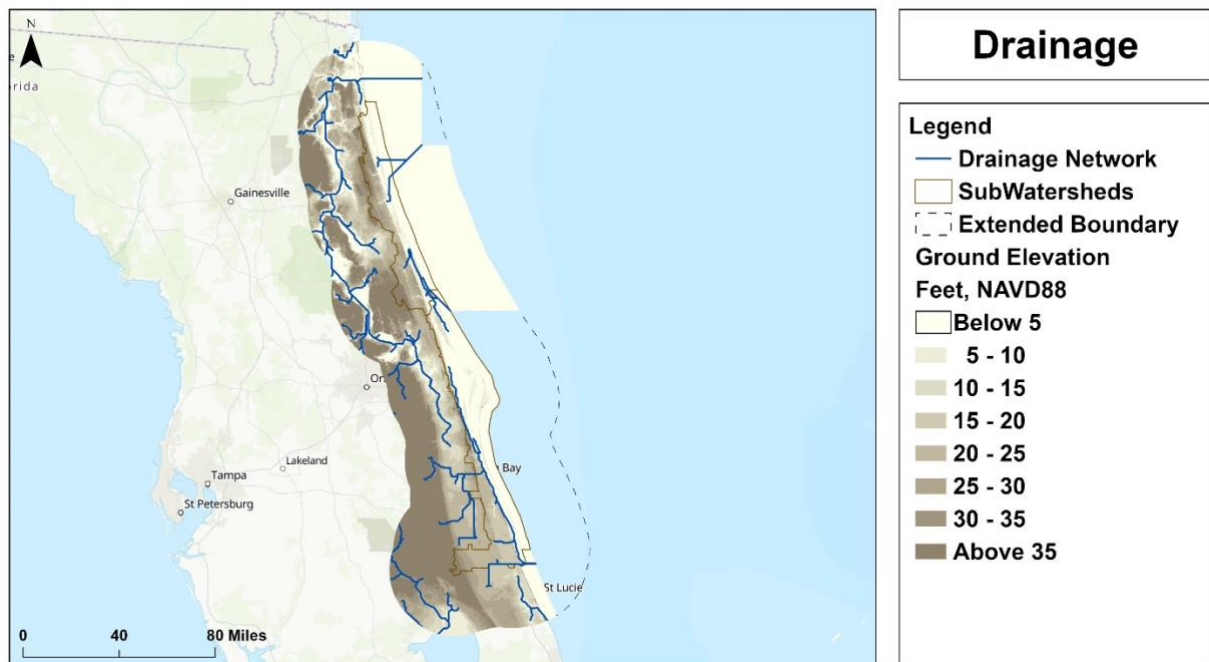 N
e
orida
Gainesville
Or
e Bay
Lakeland
Tampa
St Petersburg
St Lucie
0 40 80 Miles
Drainage
Legend
Drainage Network
SubWatersheds
Extended Boundary
Ground Elevation
Feet, NAVD88
Below 5
5 - 10
10 - 15
15 - 20
20 - 25
25 - 30
30 - 35
Above 35